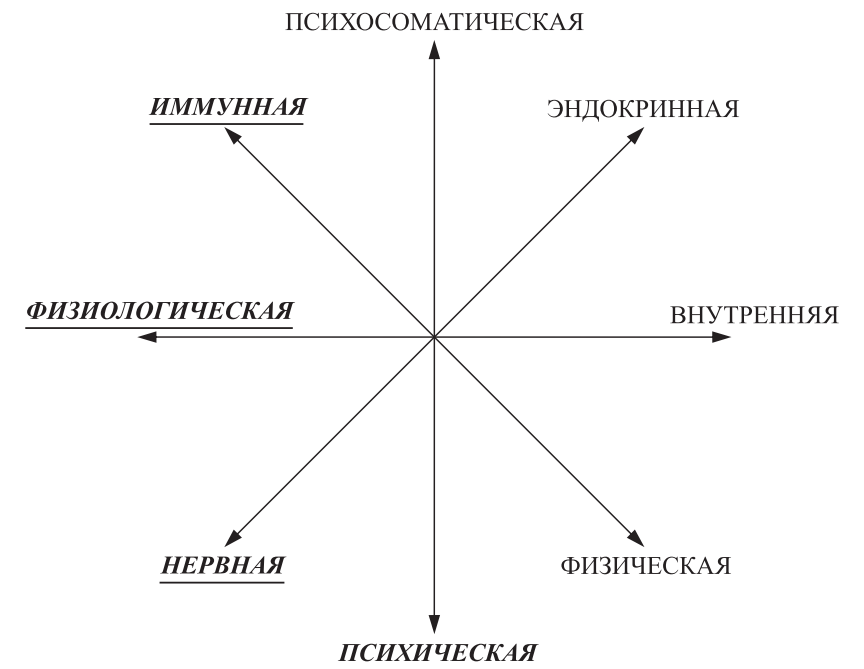 ПСИХОСОМАТИЧЕСКАЯ
ИММУННАЯ
ЭНДОКРИННАЯ
ФИЗИОЛОГИЧЕСКАЯ
ВНУТРЕННЯЯ
НЕРВНАЯ
ФИЗИЧЕСКАЯ
ПСИХИЧЕСКАЯ